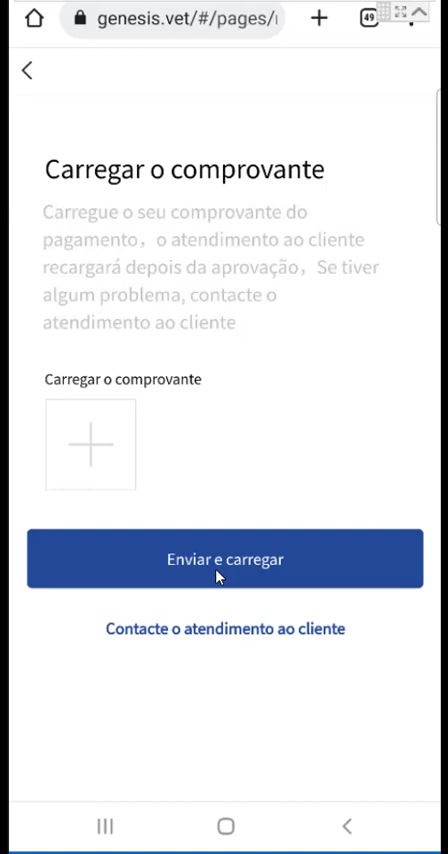 genesis.vet/#/pages/
49
Carregar o comprovante
Carregue o seu comprovante do
pagamento，o atendimento ao cliente
recargará depois da aprovação，Se tiver
algum problema, contacte o
atendimento ao cliente
Carregar o comprovante
Enviar e carregar
Contacte o atendimento ao cliente